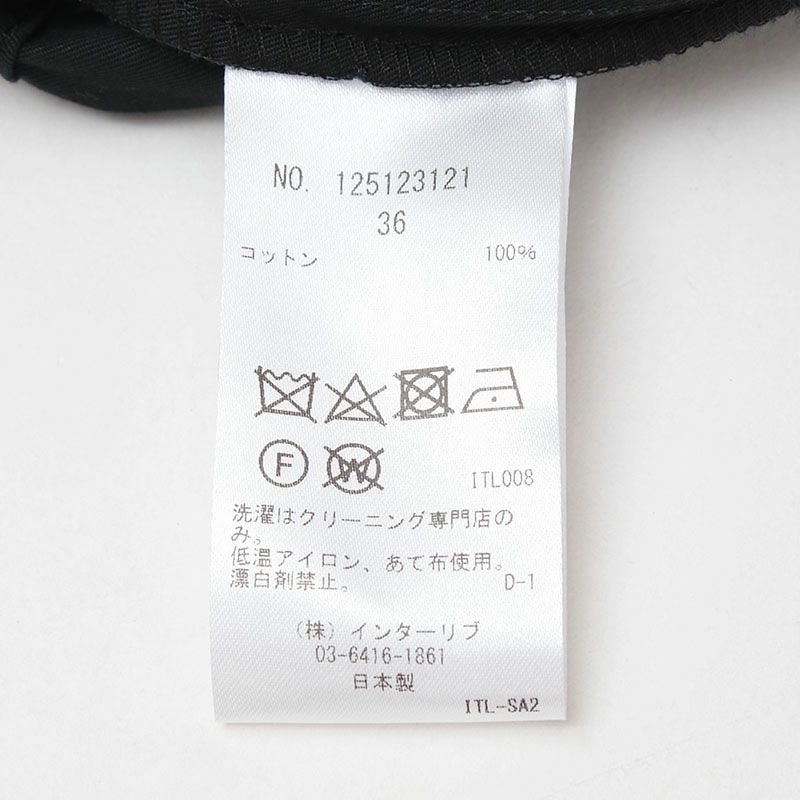 NO. 125123121
36
コットン 100%
F
W
ITL008
洗濯はクリーニング専門店の
み。
低温アイロン、あて布使用。
漂白剤禁止。 D-1
(株)インターリブ
03-6416-1861
日本製
ITL-SA2